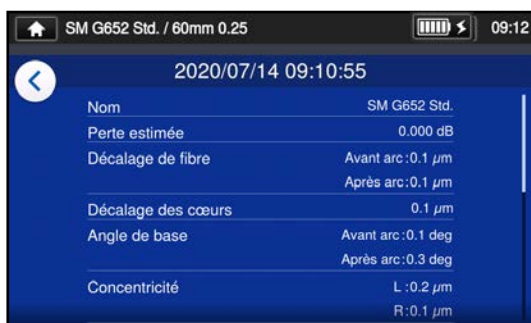 SM G652 Std. / 60mm 0.25 09:12
2020/07/14 09:10:55
Nom SM G652 Std.
Perte estimée 0.000 dB
Décalage de fibre Avant arc:0.1 µm
Après arc:0.1 µm
Décalage des cœurs 0.1 µm
Angle de base Avant arc:0.1 deg
Après arc:0.3 deg
Concentricité L:0.2 µm
R:0.1 µm